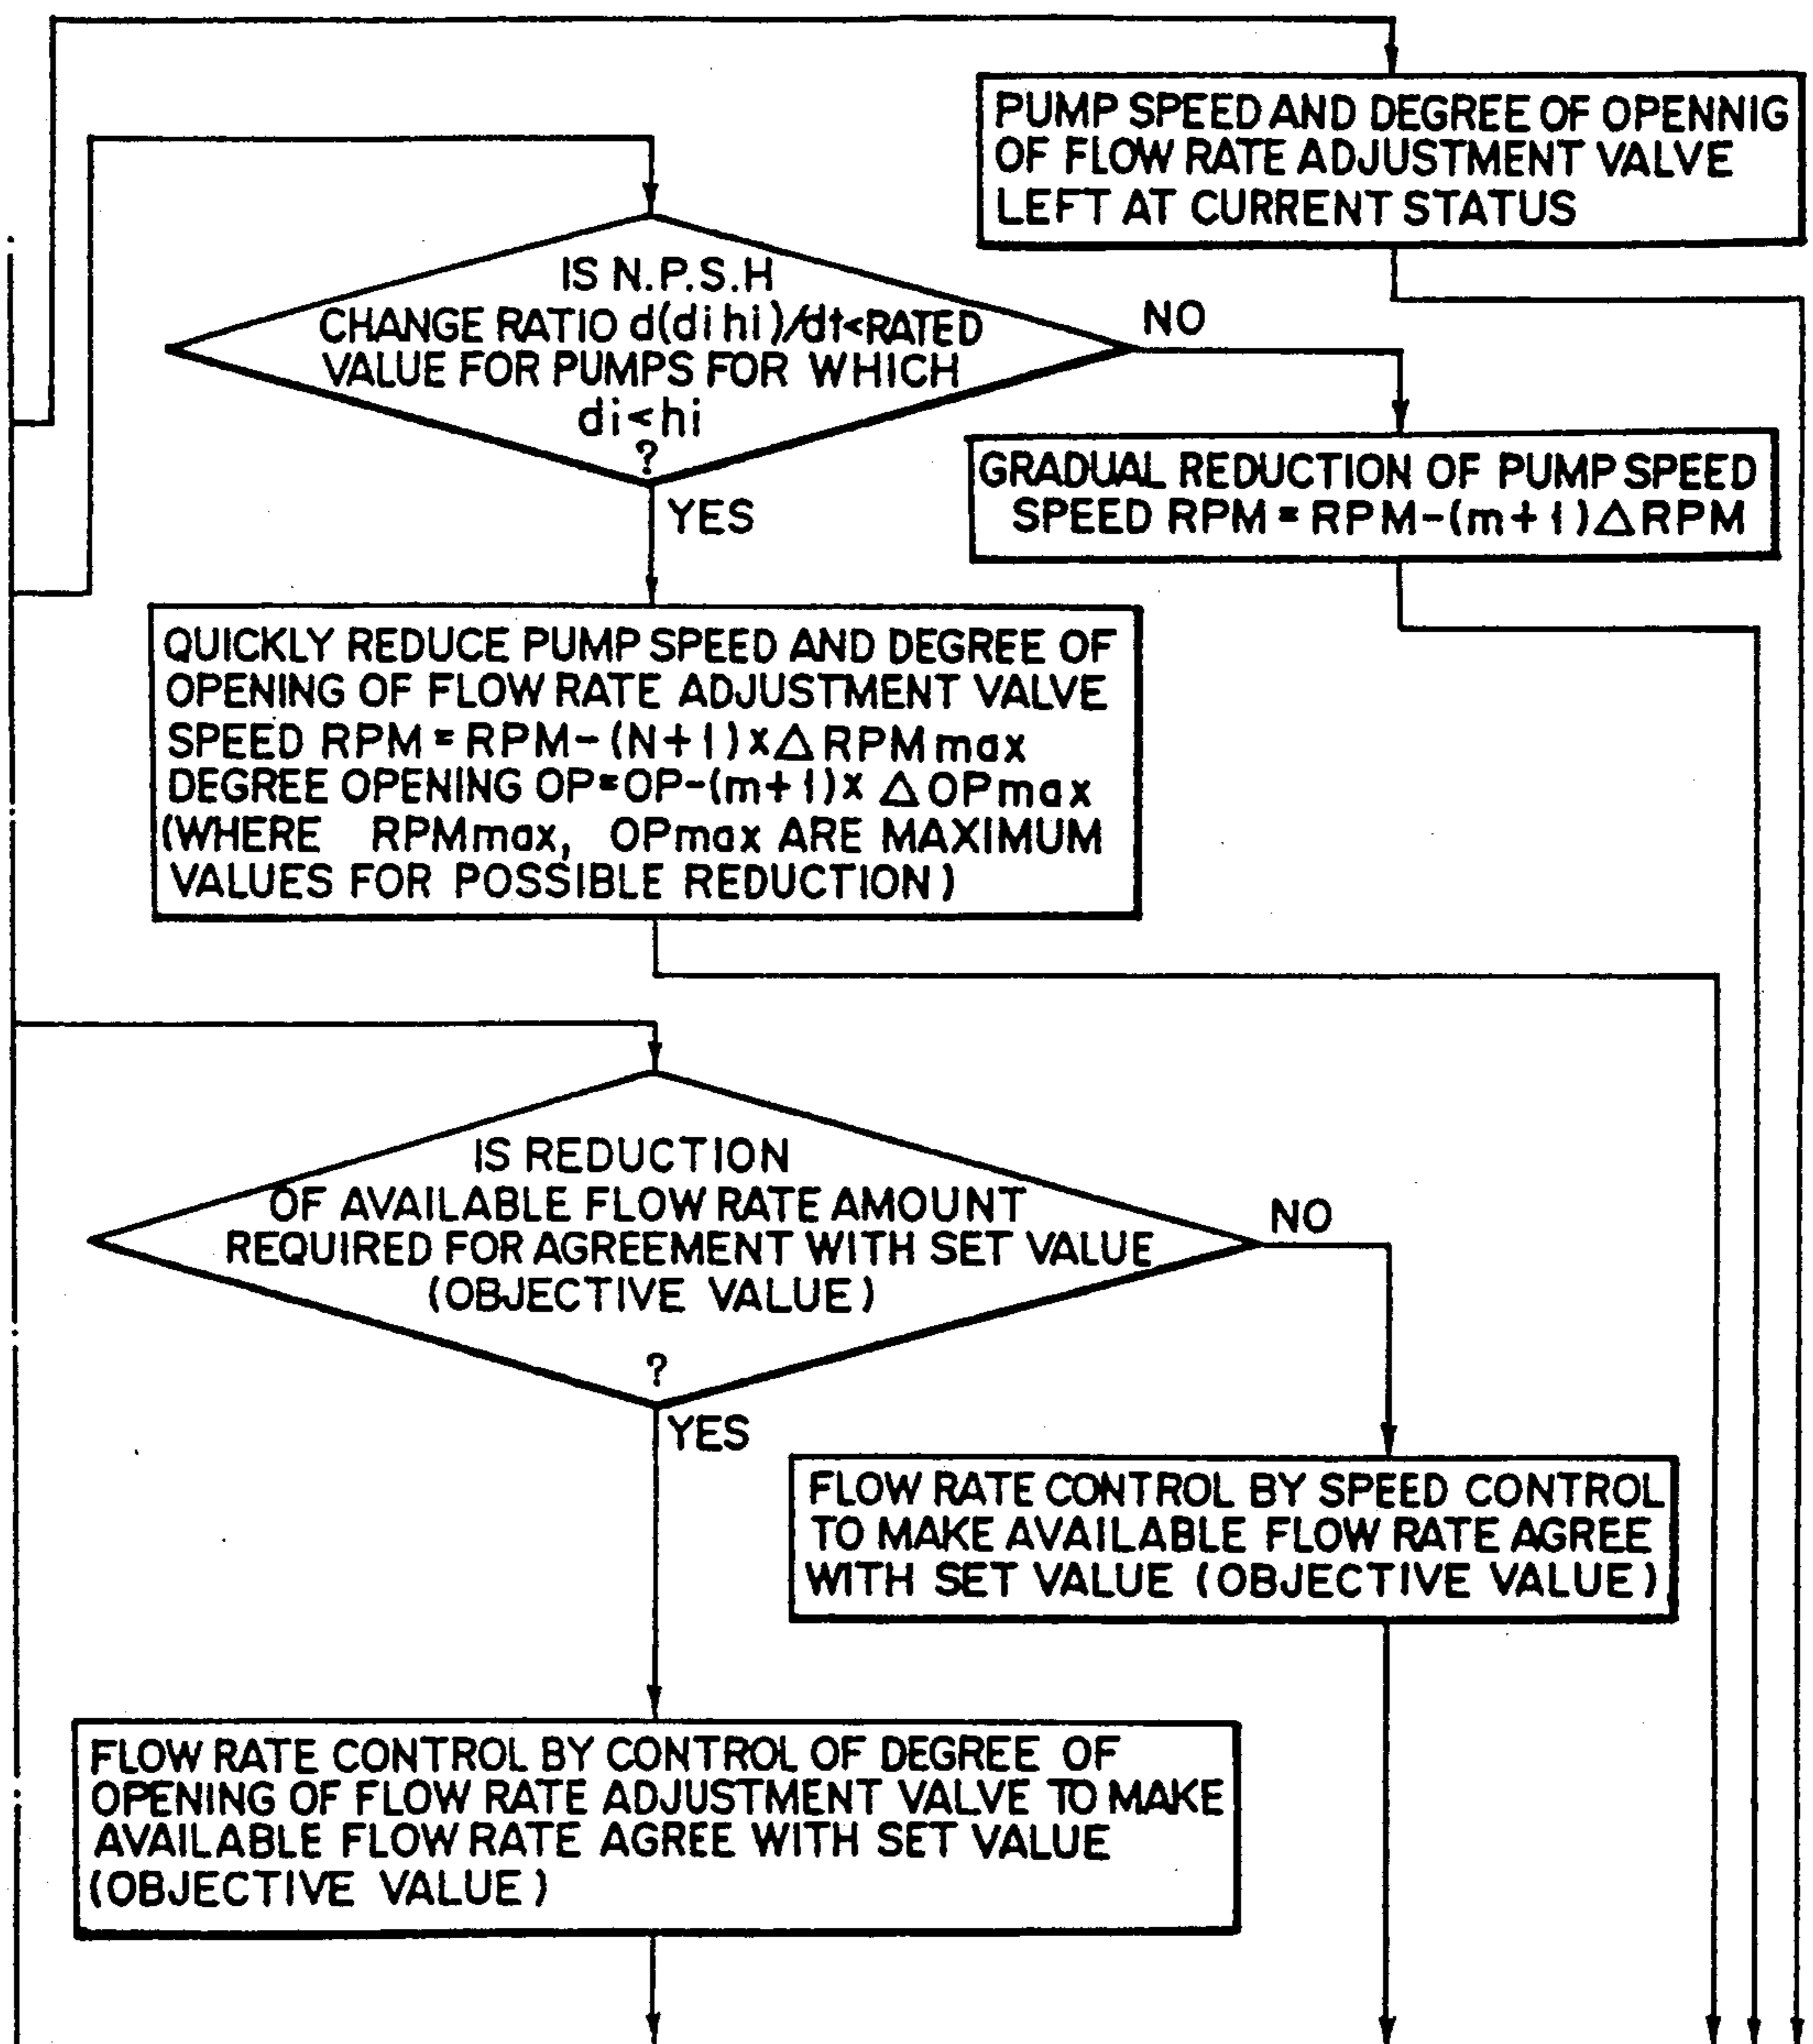 PUMP SPEED AND DEGREE OF OPENNIG
OF FLOW RATE ADJUSTMENT VALVE
LEFT AT CURRENT STATUS
IS N.P.S.H
CHANGE RATIO d(di hi)/dt<RATED
VALUE FOR PUMPS FOR WHICH
di<hi
?
NO
YES
GRADUAL REDUCTION OF PUMP SPEED
SPEED RPM=RPM-(m+1)△RPM
QUICKLY REDUCE PUMP SPEED AND DEGREE OF
OPENING OF FLOW RATE ADJUSTMENT VALVE
SPEED RPM=RPM-(N+1)x△RPMmax
DEGREE OPENING OP=OP-(m+1)x △OPmax
(WHERE RPMmax, OPmax ARE MAXIMUM
VALUES FOR POSSIBLE REDUCTION)
IS REDUCTION
OF AVAILABLE FLOW RATE AMOUNT
REQUIRED FOR AGREEMENT WITH SET VALUE
(OBJECTIVE VALUE)
?
NO
YES
FLOW RATE CONTROL BY SPEED CONTROL
TO MAKE AVAILABLE FLOW RATE AGREE
WITH SET VALUE (OBJECTIVE VALUE)
FLOW RATE CONTROL BY CONTROL OF DEGREE OF
OPENING OF FLOW RATE ADJUSTMENT VALVE TO MAKE
AVAILABLE FLOW RATE AGREE WITH SET VALUE
(OBJECTIVE VALUE)